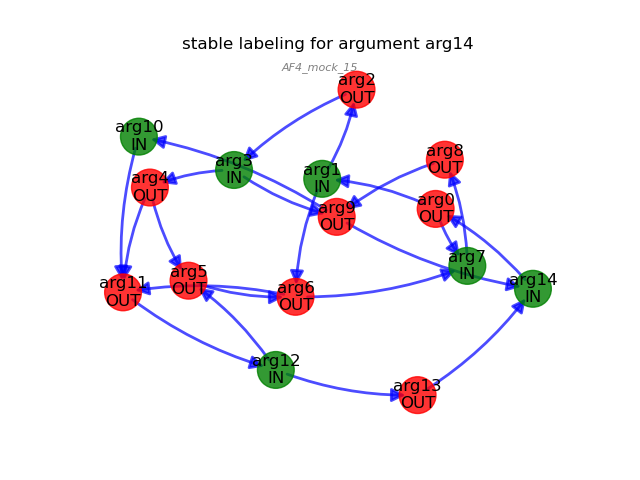 stable labeling for argument arg14
AF4_mock_15
arg2
OUT
arg10
IN
arg8
OUT
arg3
IN
arg1
IN
arg4
OUT
arg0
OUT
arg9
OUT
arg7
IN
arg5
OUT
arg14
IN
arg11
OUT
arg6
OUT
arg12
IN
arg13
OUT